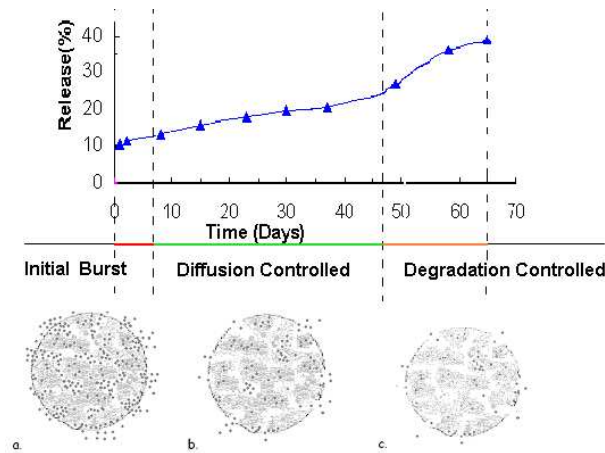 Release(%)
40
30
20
10
0
0 10 20 30 40 50 60 70
Time (Days)
Initial Burst Diffusion Controlled Degradation Controlled
a. b. c.